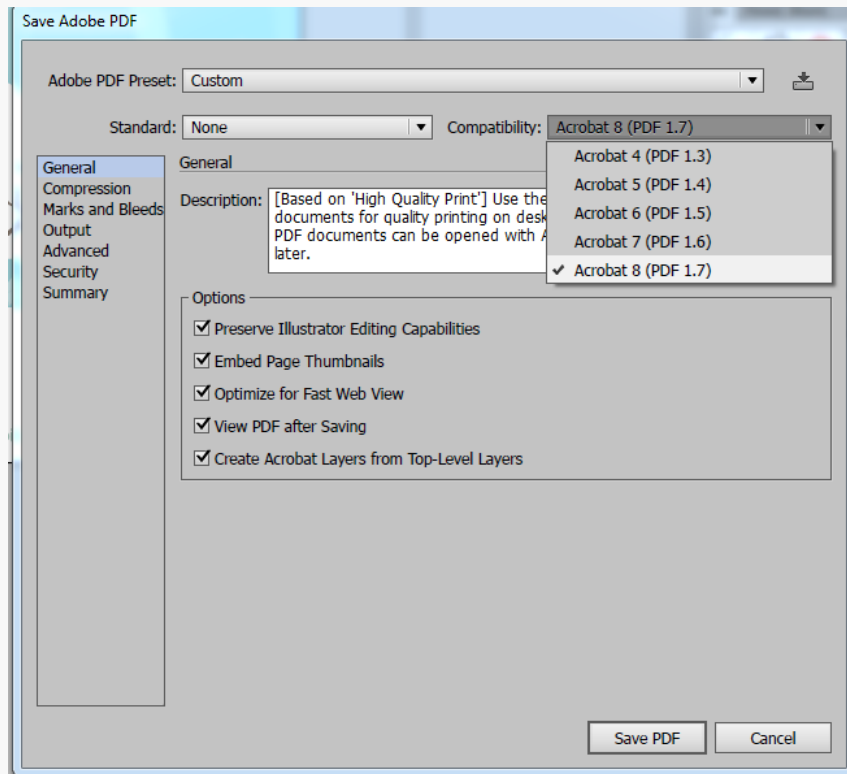 Save Adobe PDF
Adobe PDF Preset: Custom
Standard: None Compatibility: Acrobat 8 (PDF 1.7)
Acrobat 4 (PDF 1.3)
Acrobat 5 (PDF 1.4)
Acrobat 6 (PDF 1.5)
Acrobat 7 (PDF 1.6)
Acrobat 8 (PDF 1.7)
General
Compression
Marks and Bleeds
Output
Advanced
Security
Summary
General
Description: [Based on 'High Quality Print'] Use the
documents for quality printing on desk
PDF documents can be opened with A
later.
Options
Preserve Illustrator Editing Capabilities
Embed Page Thumbnails
Optimize for Fast Web View
View PDF after Saving
Create Acrobat Layers from Top-Level Layers
Save PDF Cancel